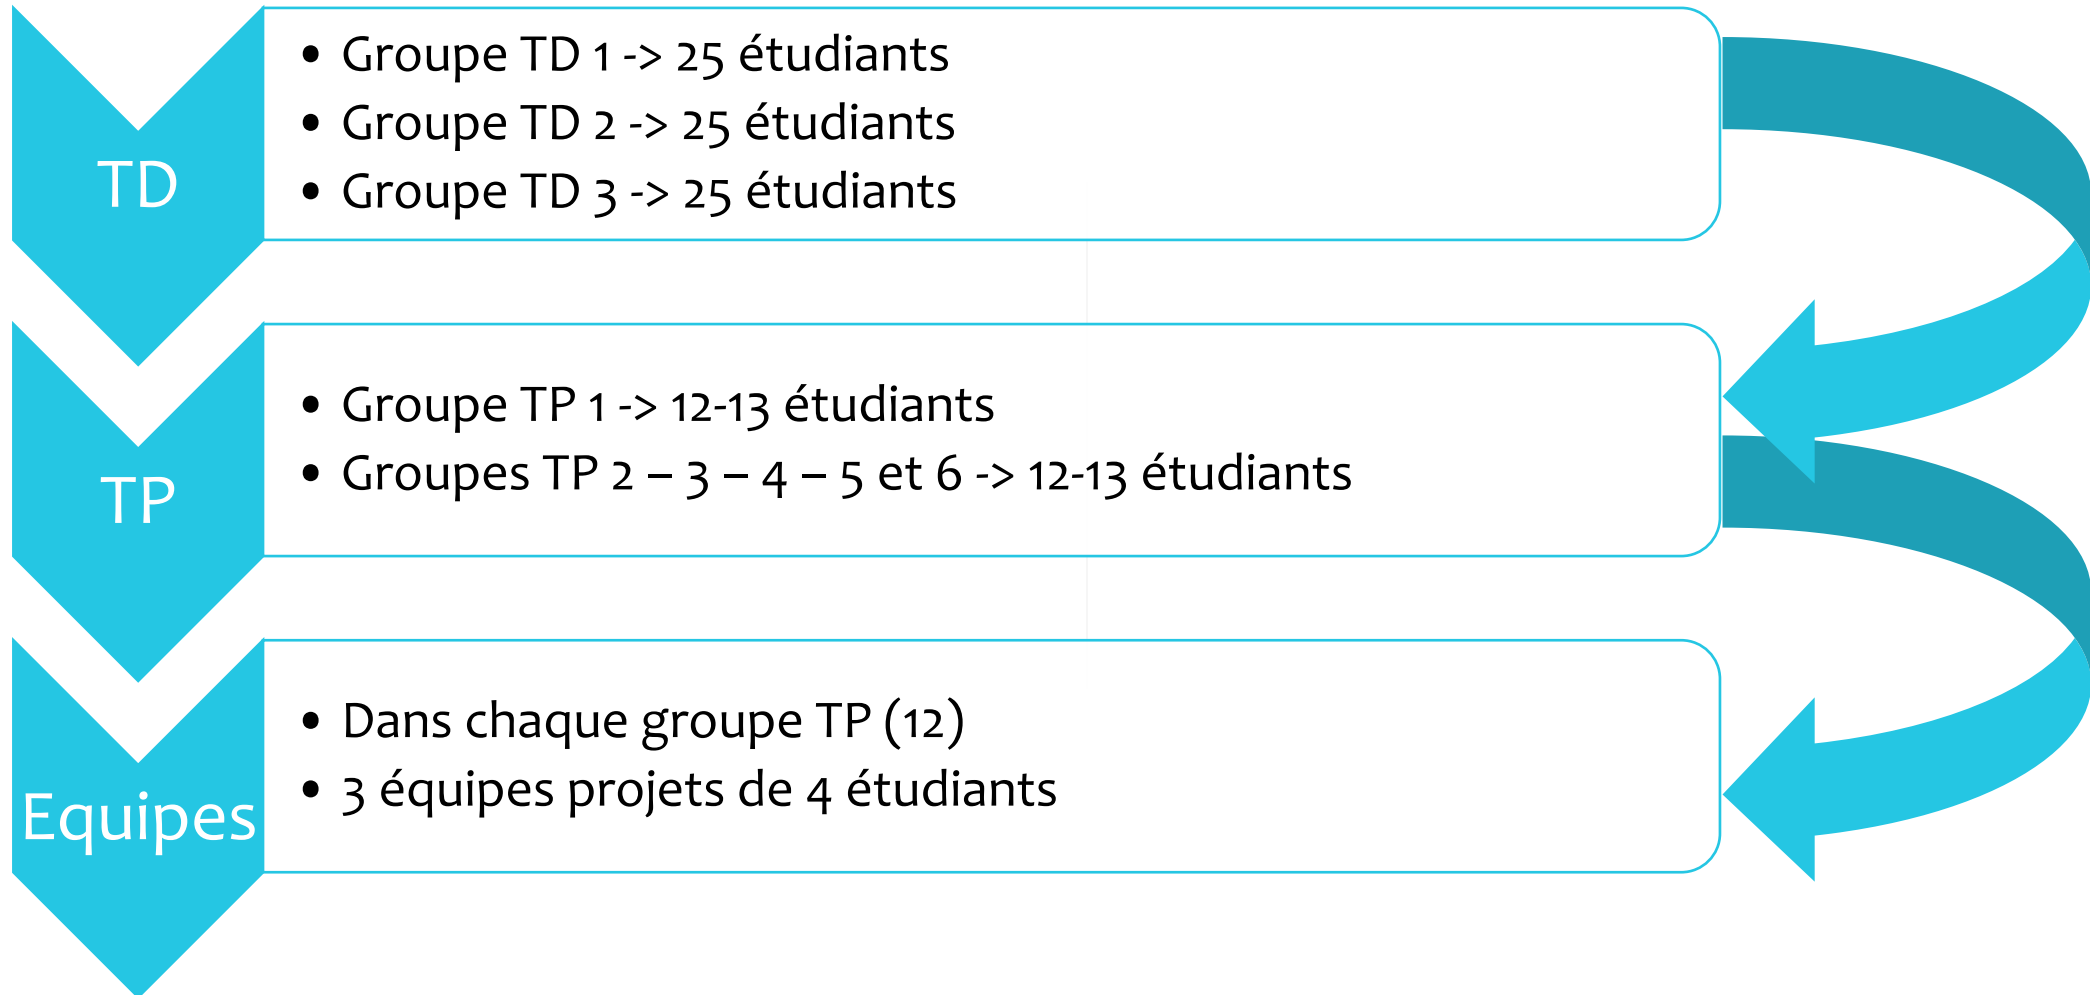 TD
• Groupe TD 1 -> 25 étudiants
• Groupe TD 2 -> 25 étudiants
• Groupe TD 3 -> 25 étudiants
TP
• Groupe TP 1 -> 12-13 étudiants
• Groupes TP 2 – 3 – 4 – 5 et 6 -> 12-13 étudiants
Equipes
• Dans chaque groupe TP (12)
• 3 équipes projets de 4 étudiants